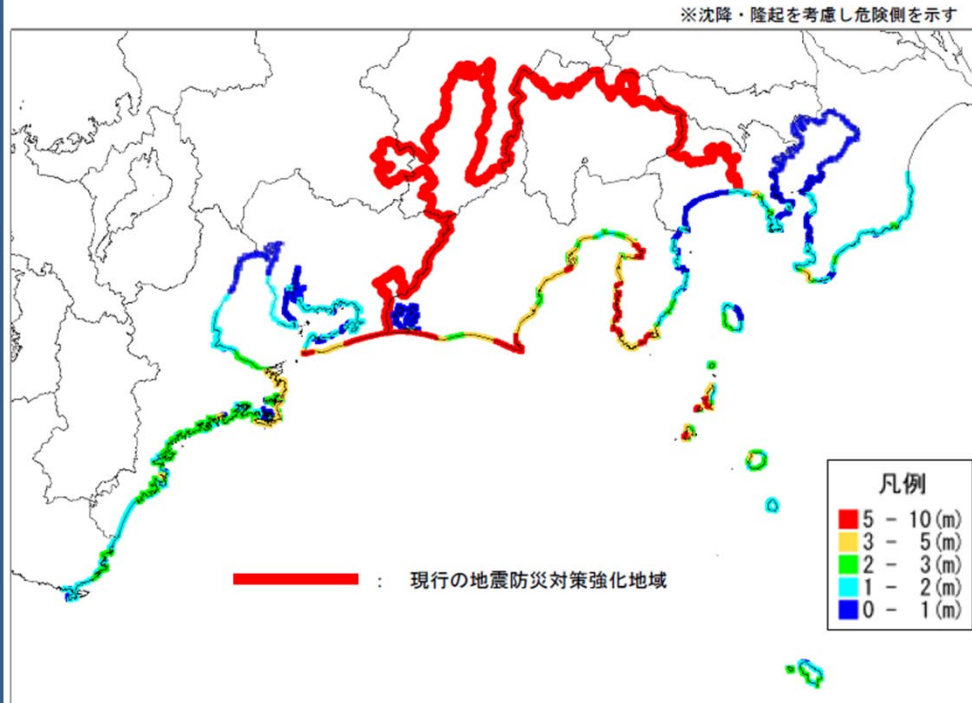 ※沈降・隆起を考慮し危険側を示す
凡例
5 - 10(m)
3 - 5(m)
2 - 3(m)
1 - 2(m)
0 - 1(m)
: 現行の地震防災対策強化地域